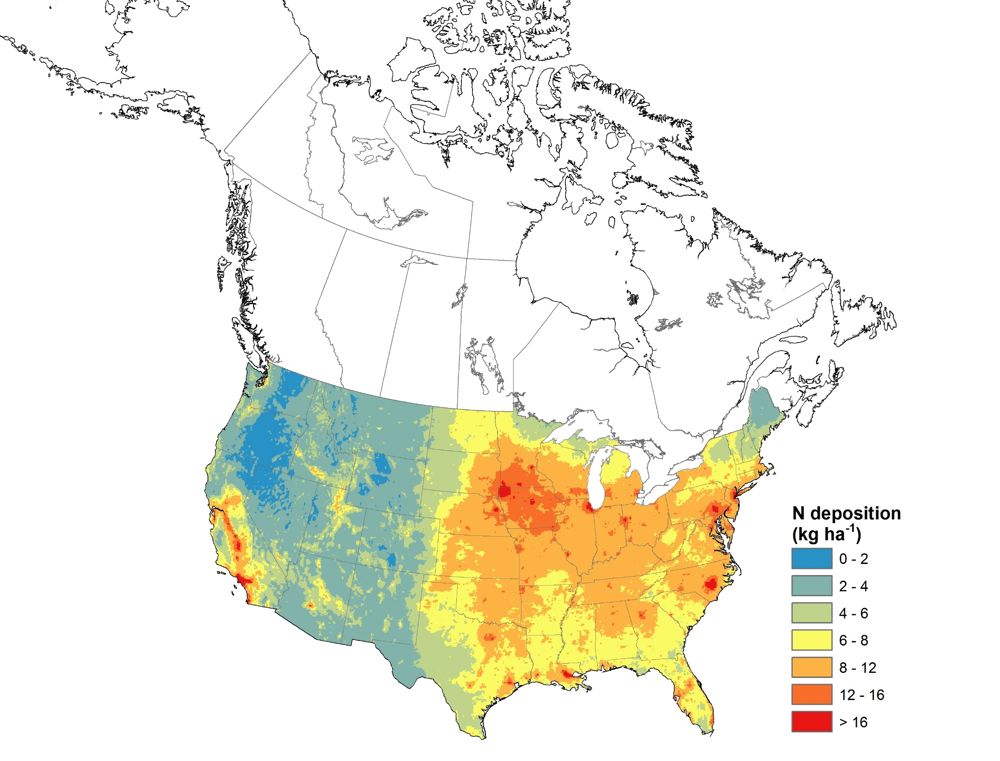 N deposition
(kg ha-1)
0 - 2
2 - 4
4 - 6
6 - 8
8 - 12
12 - 16
> 16